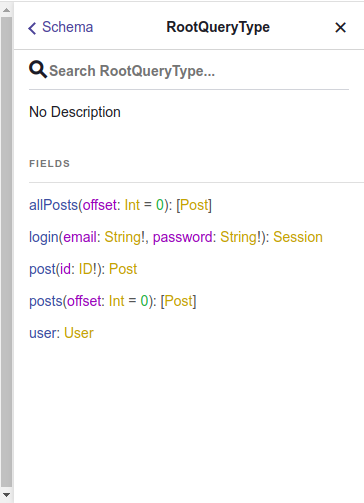 Schema RootQueryType ✕
Search RootQueryType...
No Description
FIELDS
allPosts(offset: Int = 0): [Post]
login(email: String!, password: String!): Session
post(id: ID!): Post
posts(offset: Int = 0): [Post]
user: User